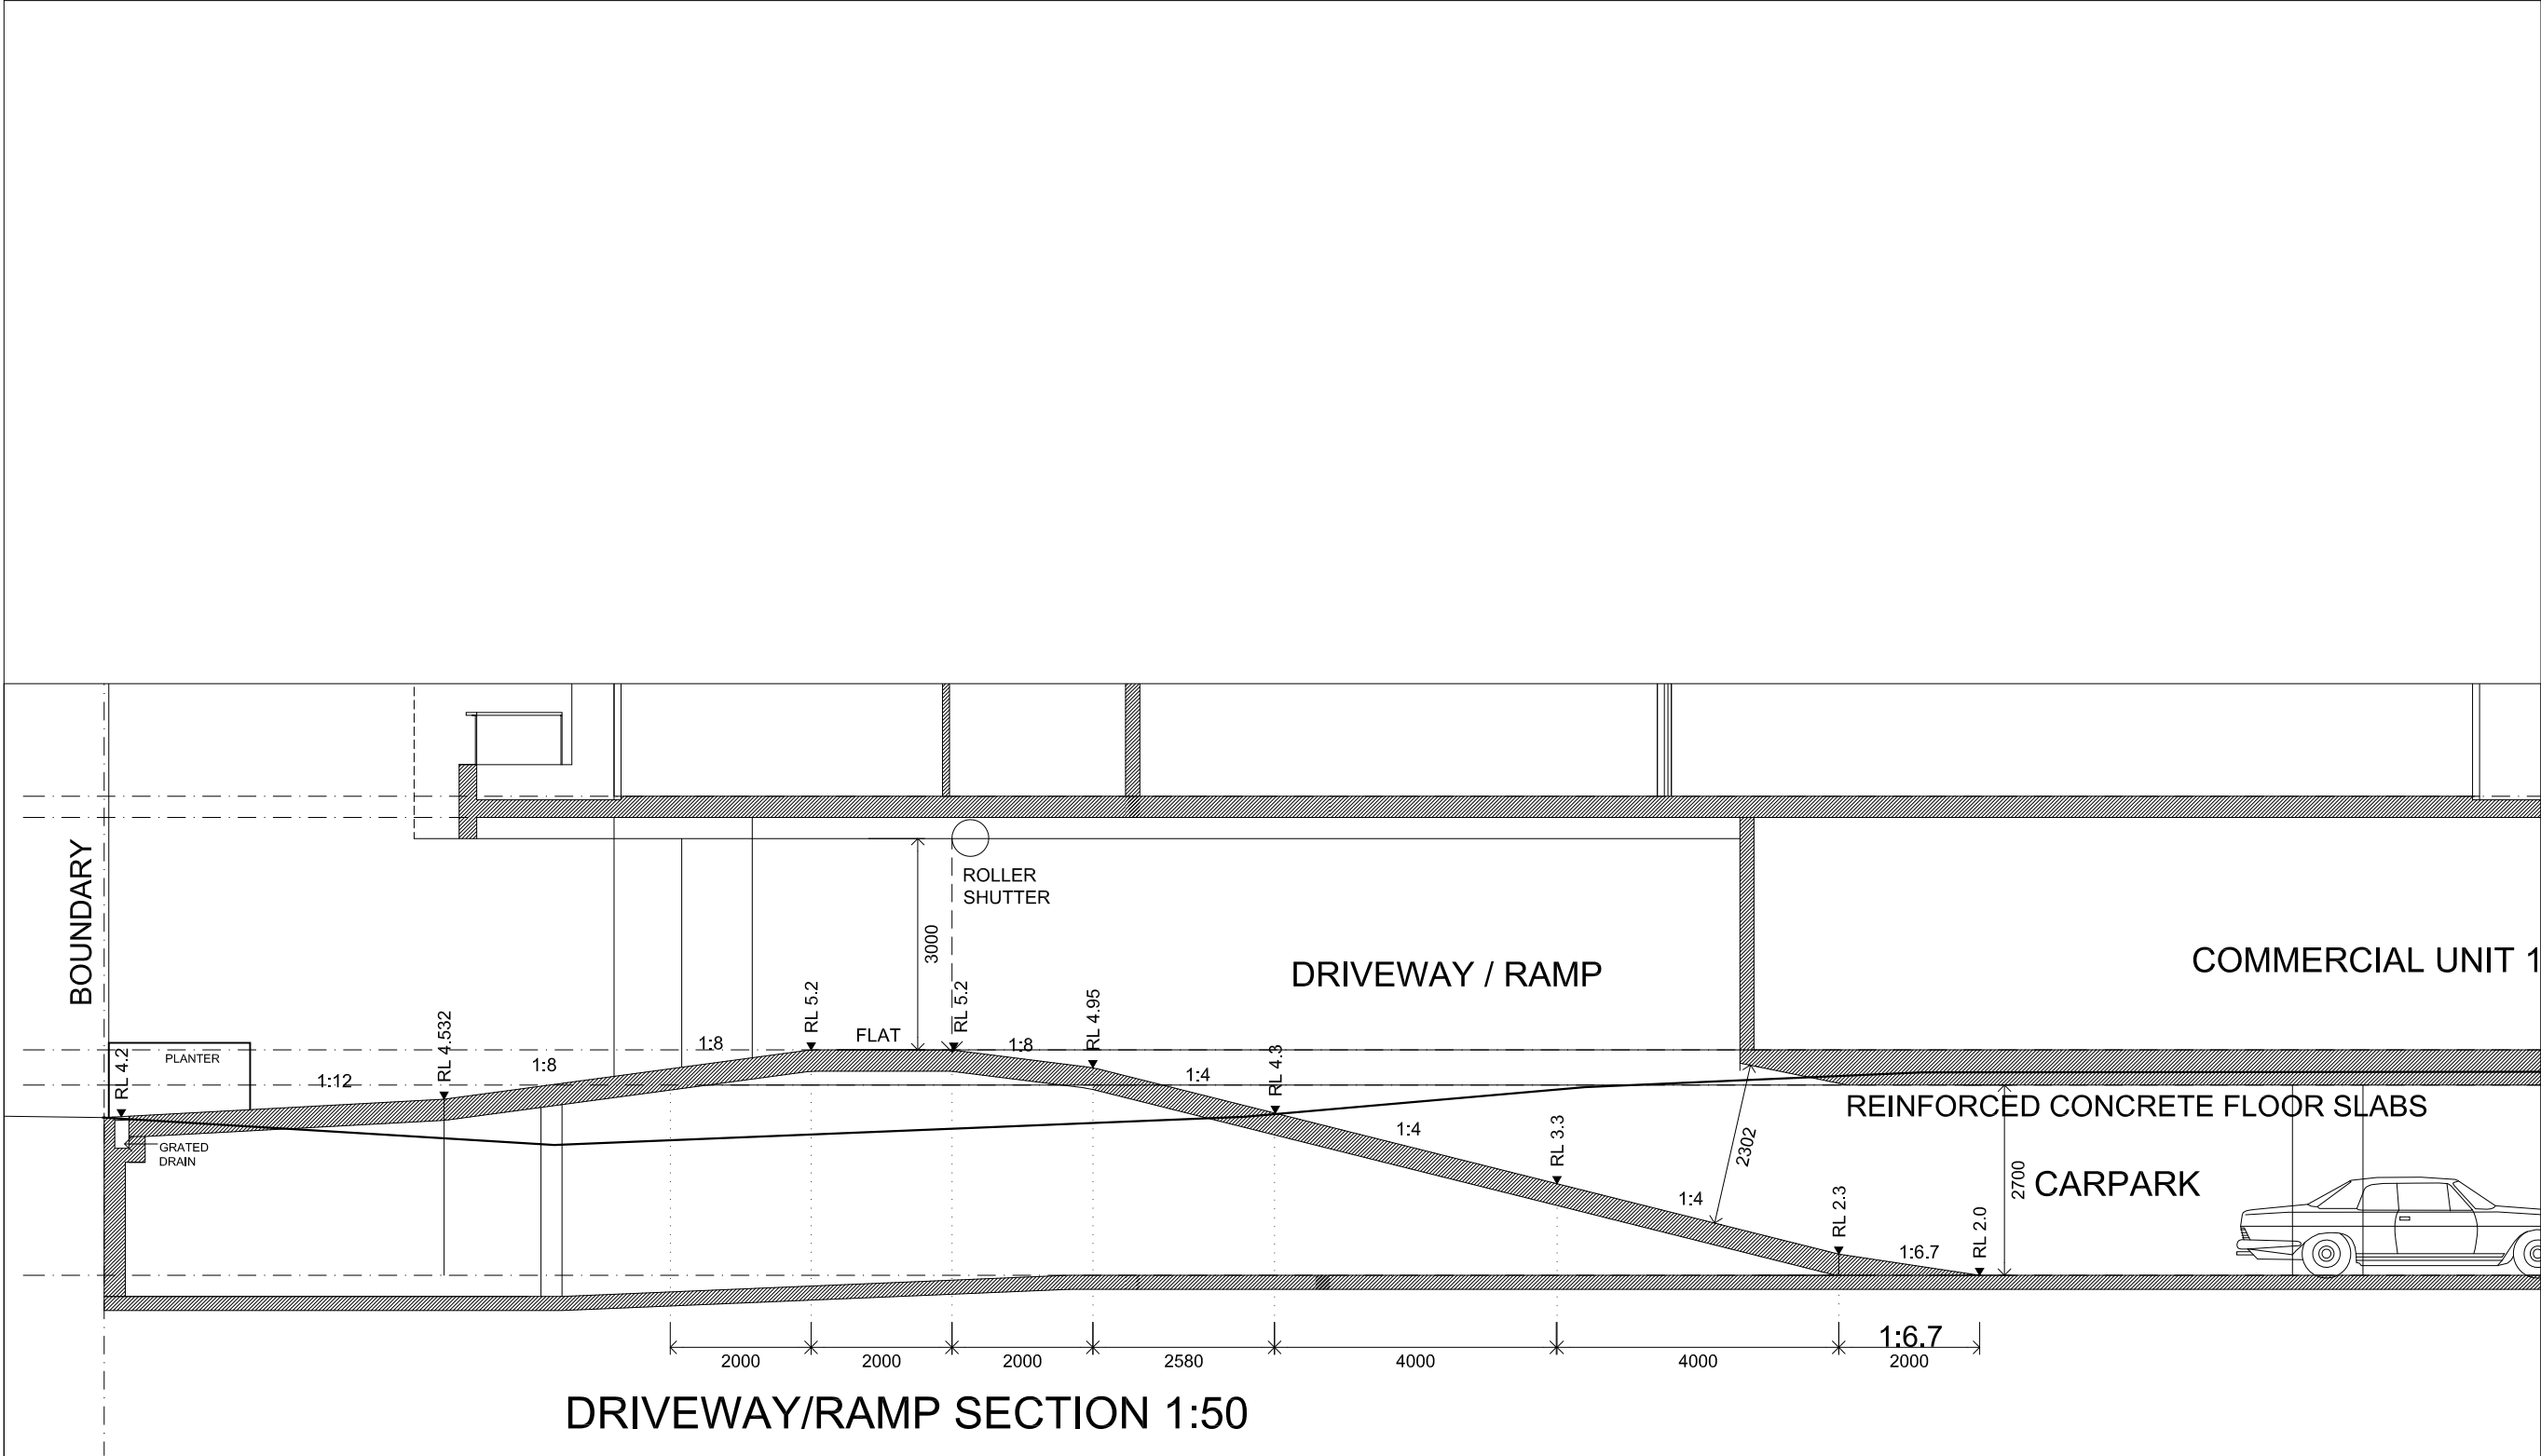 ROLLER
SHUTTER
BOUNDARY
3000
DRIVEWAY / RAMP
COMMERCIAL UNIT 1
RL 4.2
PLANTER
1:12
RL 4.532
1:8
1:8
RL 5.2
FLAT
RL 5.2
1:8
RL 4.95
1:4
RL 4.3
1:4
RL 3.3
1:4
2302
RL 2.3
1:6.7
RL 2.0
2700
REINFORCED CONCRETE FLOOR SLABS
CARPARK
GRATED
DRAIN
2000
2000
2000
2580
4000
4000
1:6.7
2000
DRIVEWAY/RAMP SECTION 1:50